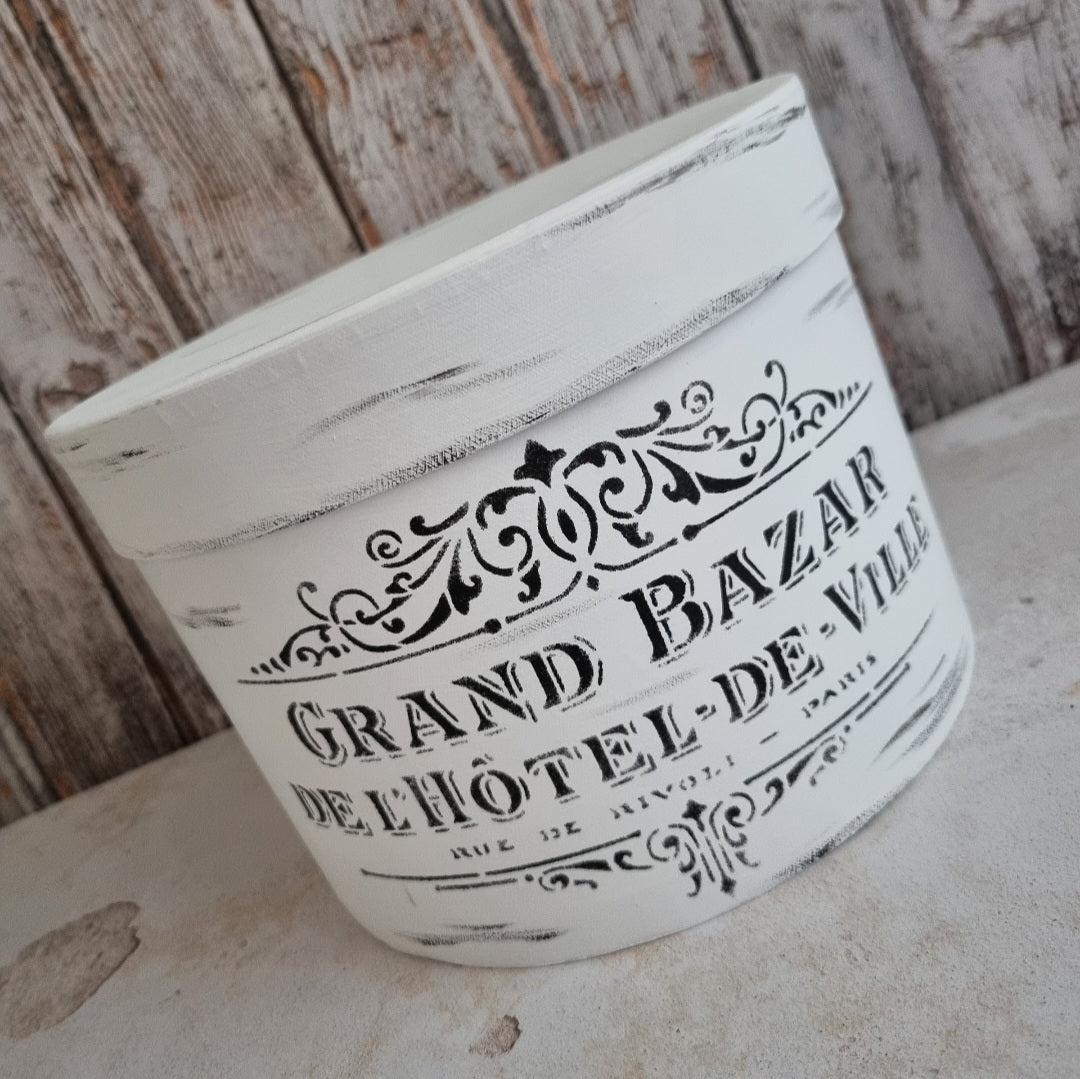 GRAND BAZAR
DE L'HÔTEL-DE-VILLE
RUE DE RIVOLI - PARIS